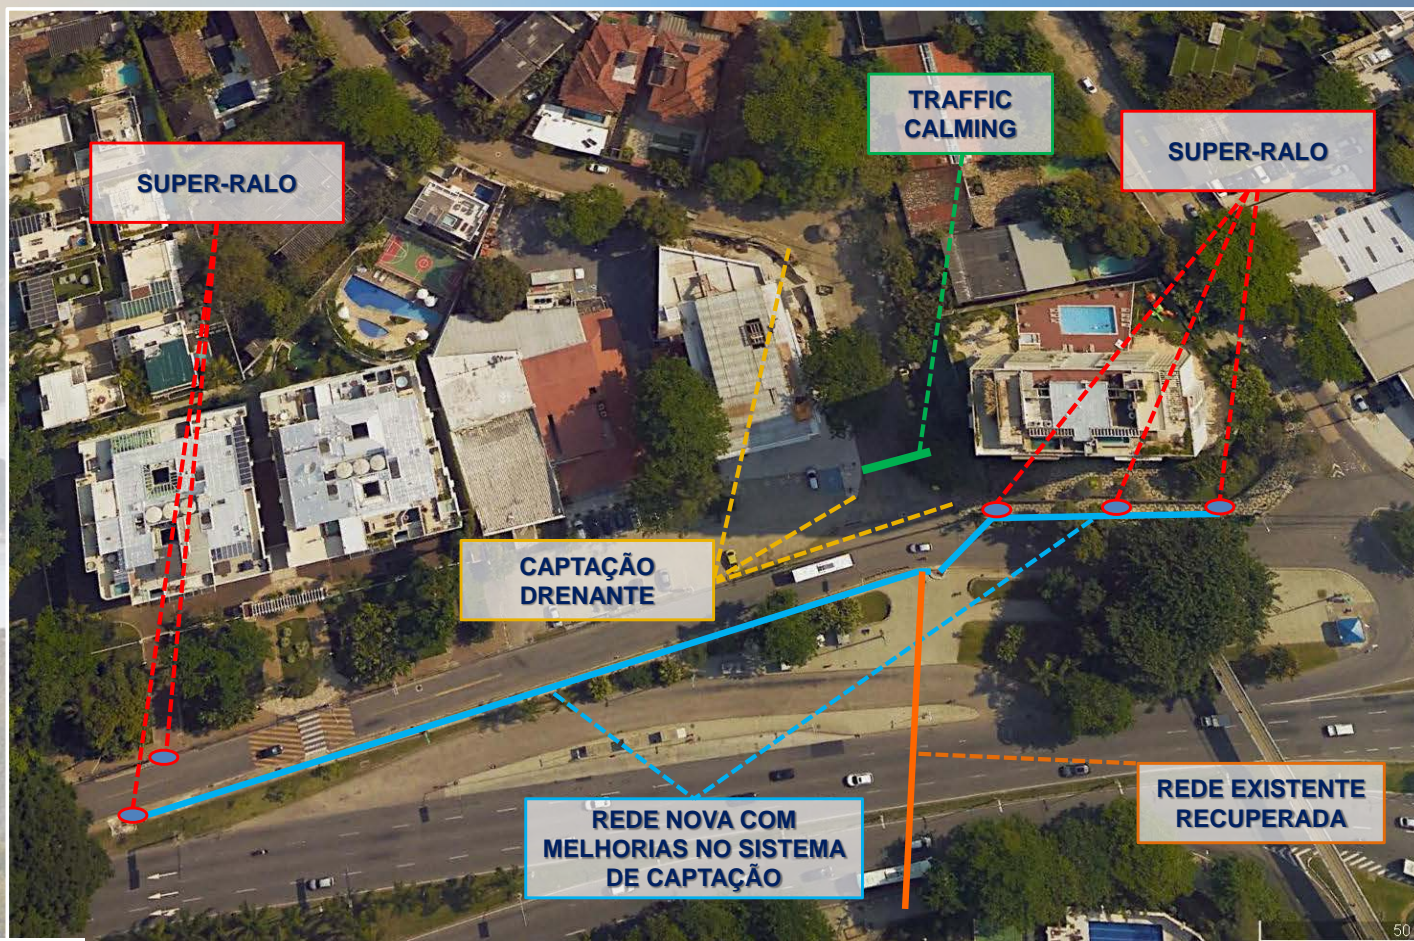 TRAFFIC
CALMING
SUPER-RALO
SUPER-RALO
CAPTAÇÃO
DRENANTE
REDE NOVA COM
MELHORIAS NO SISTEMA
DE CAPTAÇÃO
REDE EXISTENTE
RECUPERADA
50